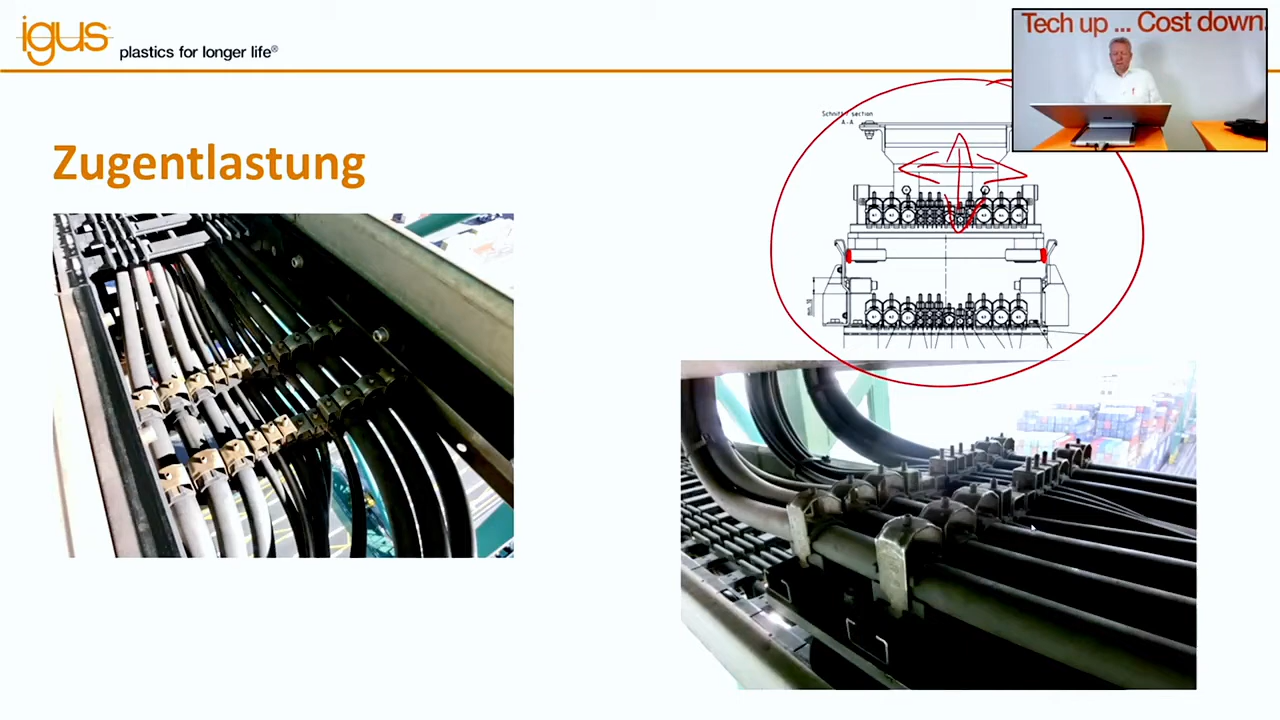 igus
plastics for longer life®
Tech up ... Cost down.
Zugentlastung
Schnitt / section
A-A